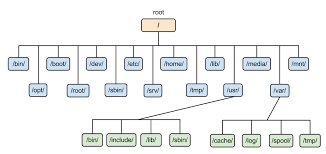 root
/
/bin/ /boot/ /dev/ /etc/ /home/ /lib/ /media/ /mnt/
/opt/ /root/ /sbin/ /srv/ /tmp/ /usr/ /var/
/bin/ /include/ /lib/ /sbin/ /cache/ /log/ /spool/ /tmp/